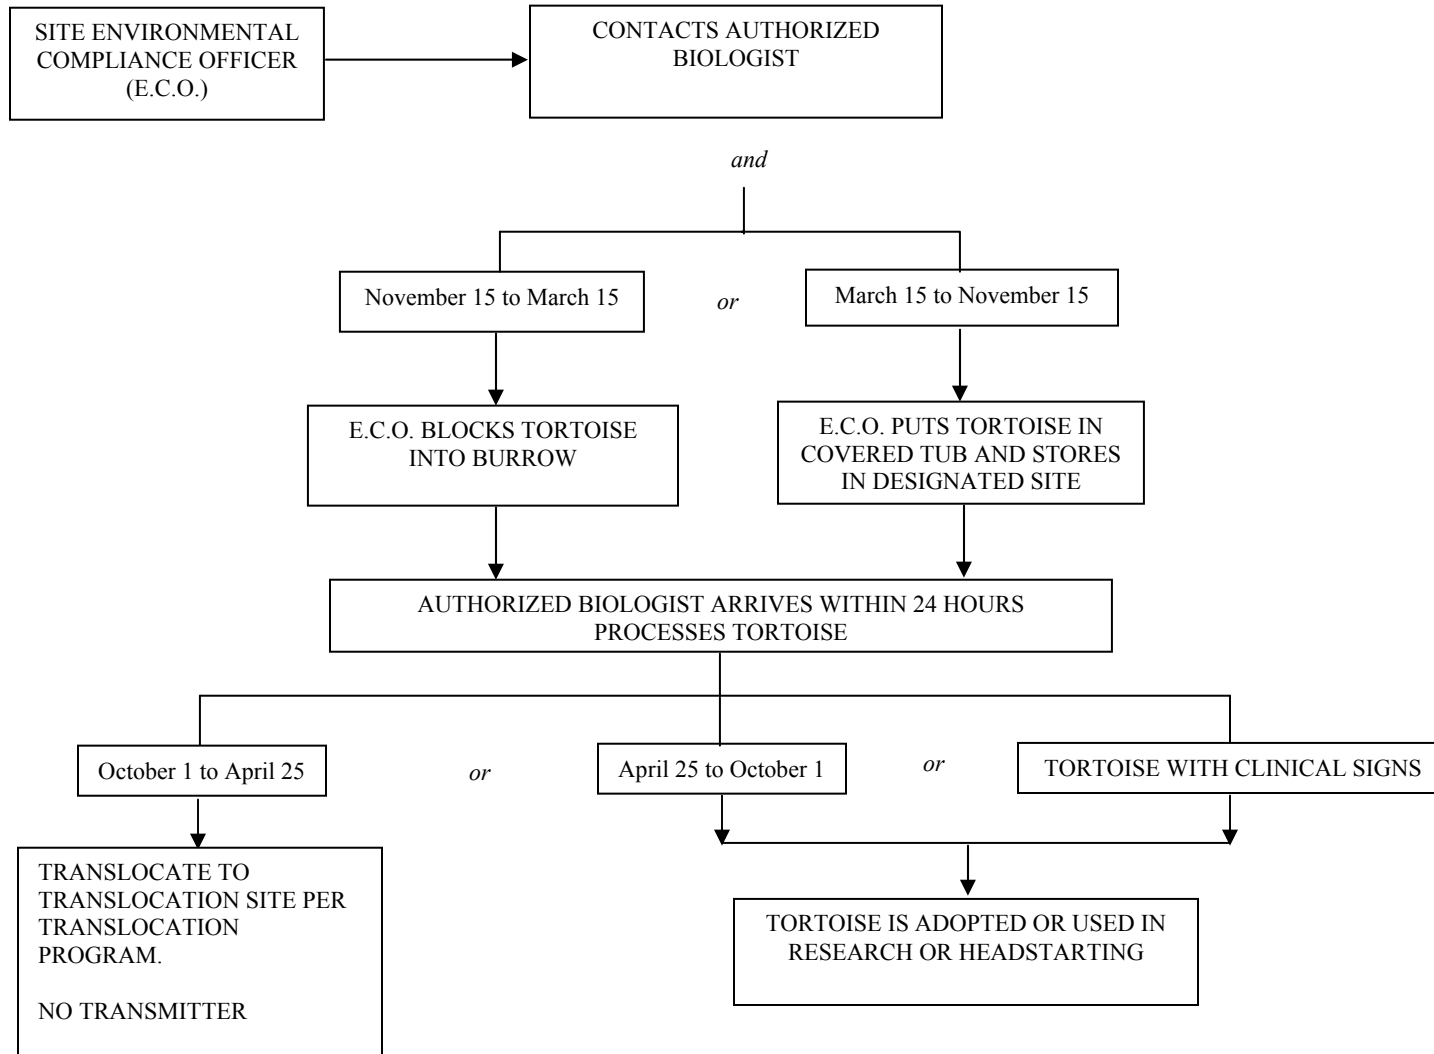 SITE ENVIRONMENTAL
COMPLIANCE OFFICER
(E.C.O.)
CONTACTS AUTHORIZED
BIOLOGIST
and
November 15 to March 15
or
March 15 to November 15
E.C.O. BLOCKS TORTOISE
INTO BURROW
E.C.O. PUTS TORTOISE IN
COVERED TUB AND STORES
IN DESIGNATED SITE
AUTHORIZED BIOLOGIST ARRIVES WITHIN 24 HOURS
PROCESSES TORTOISE
October 1 to April 25
or
April 25 to October 1
or
TORTOISE WITH CLINICAL SIGNS
TRANSLOCATE TO
TRANSLOCATION SITE PER
TRANSLOCATION
PROGRAM.
NO TRANSMITTER
TORTOISE IS ADOPTED OR USED IN
RESEARCH OR HEADSTARTING